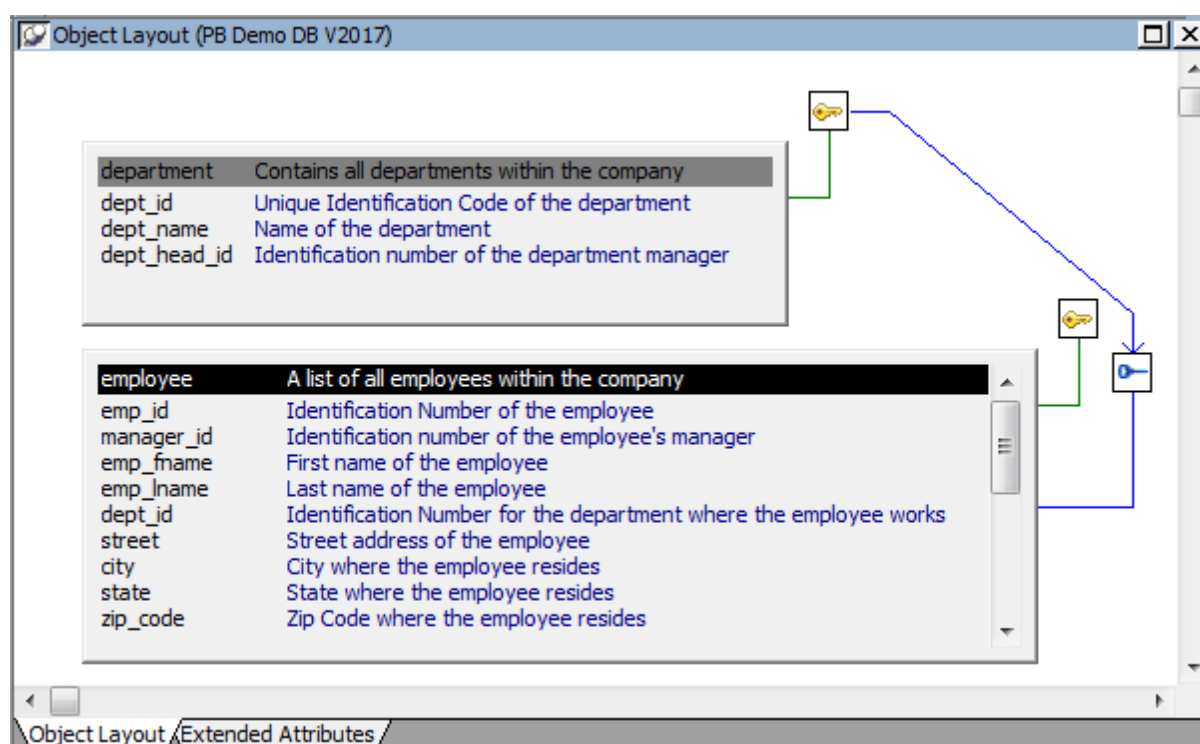 Object Layout (PB Demo DB V2017)
department Contains all departments within the company
dept_id Unique Identification Code of the department
dept_name Name of the department
dept_head_id Identification number of the department manager
employee A list of all employees within the company
emp_id Identification Number of the employee
manager_id Identification number of the employee's manager
emp_fname First name of the employee
emp_lname Last name of the employee
dept_id Identification Number for the department where the employee works
street Street address of the employee
city City where the employee resides
state State where the employee resides
zip_code Zip Code where the employee resides
Object Layout Extended Attributes